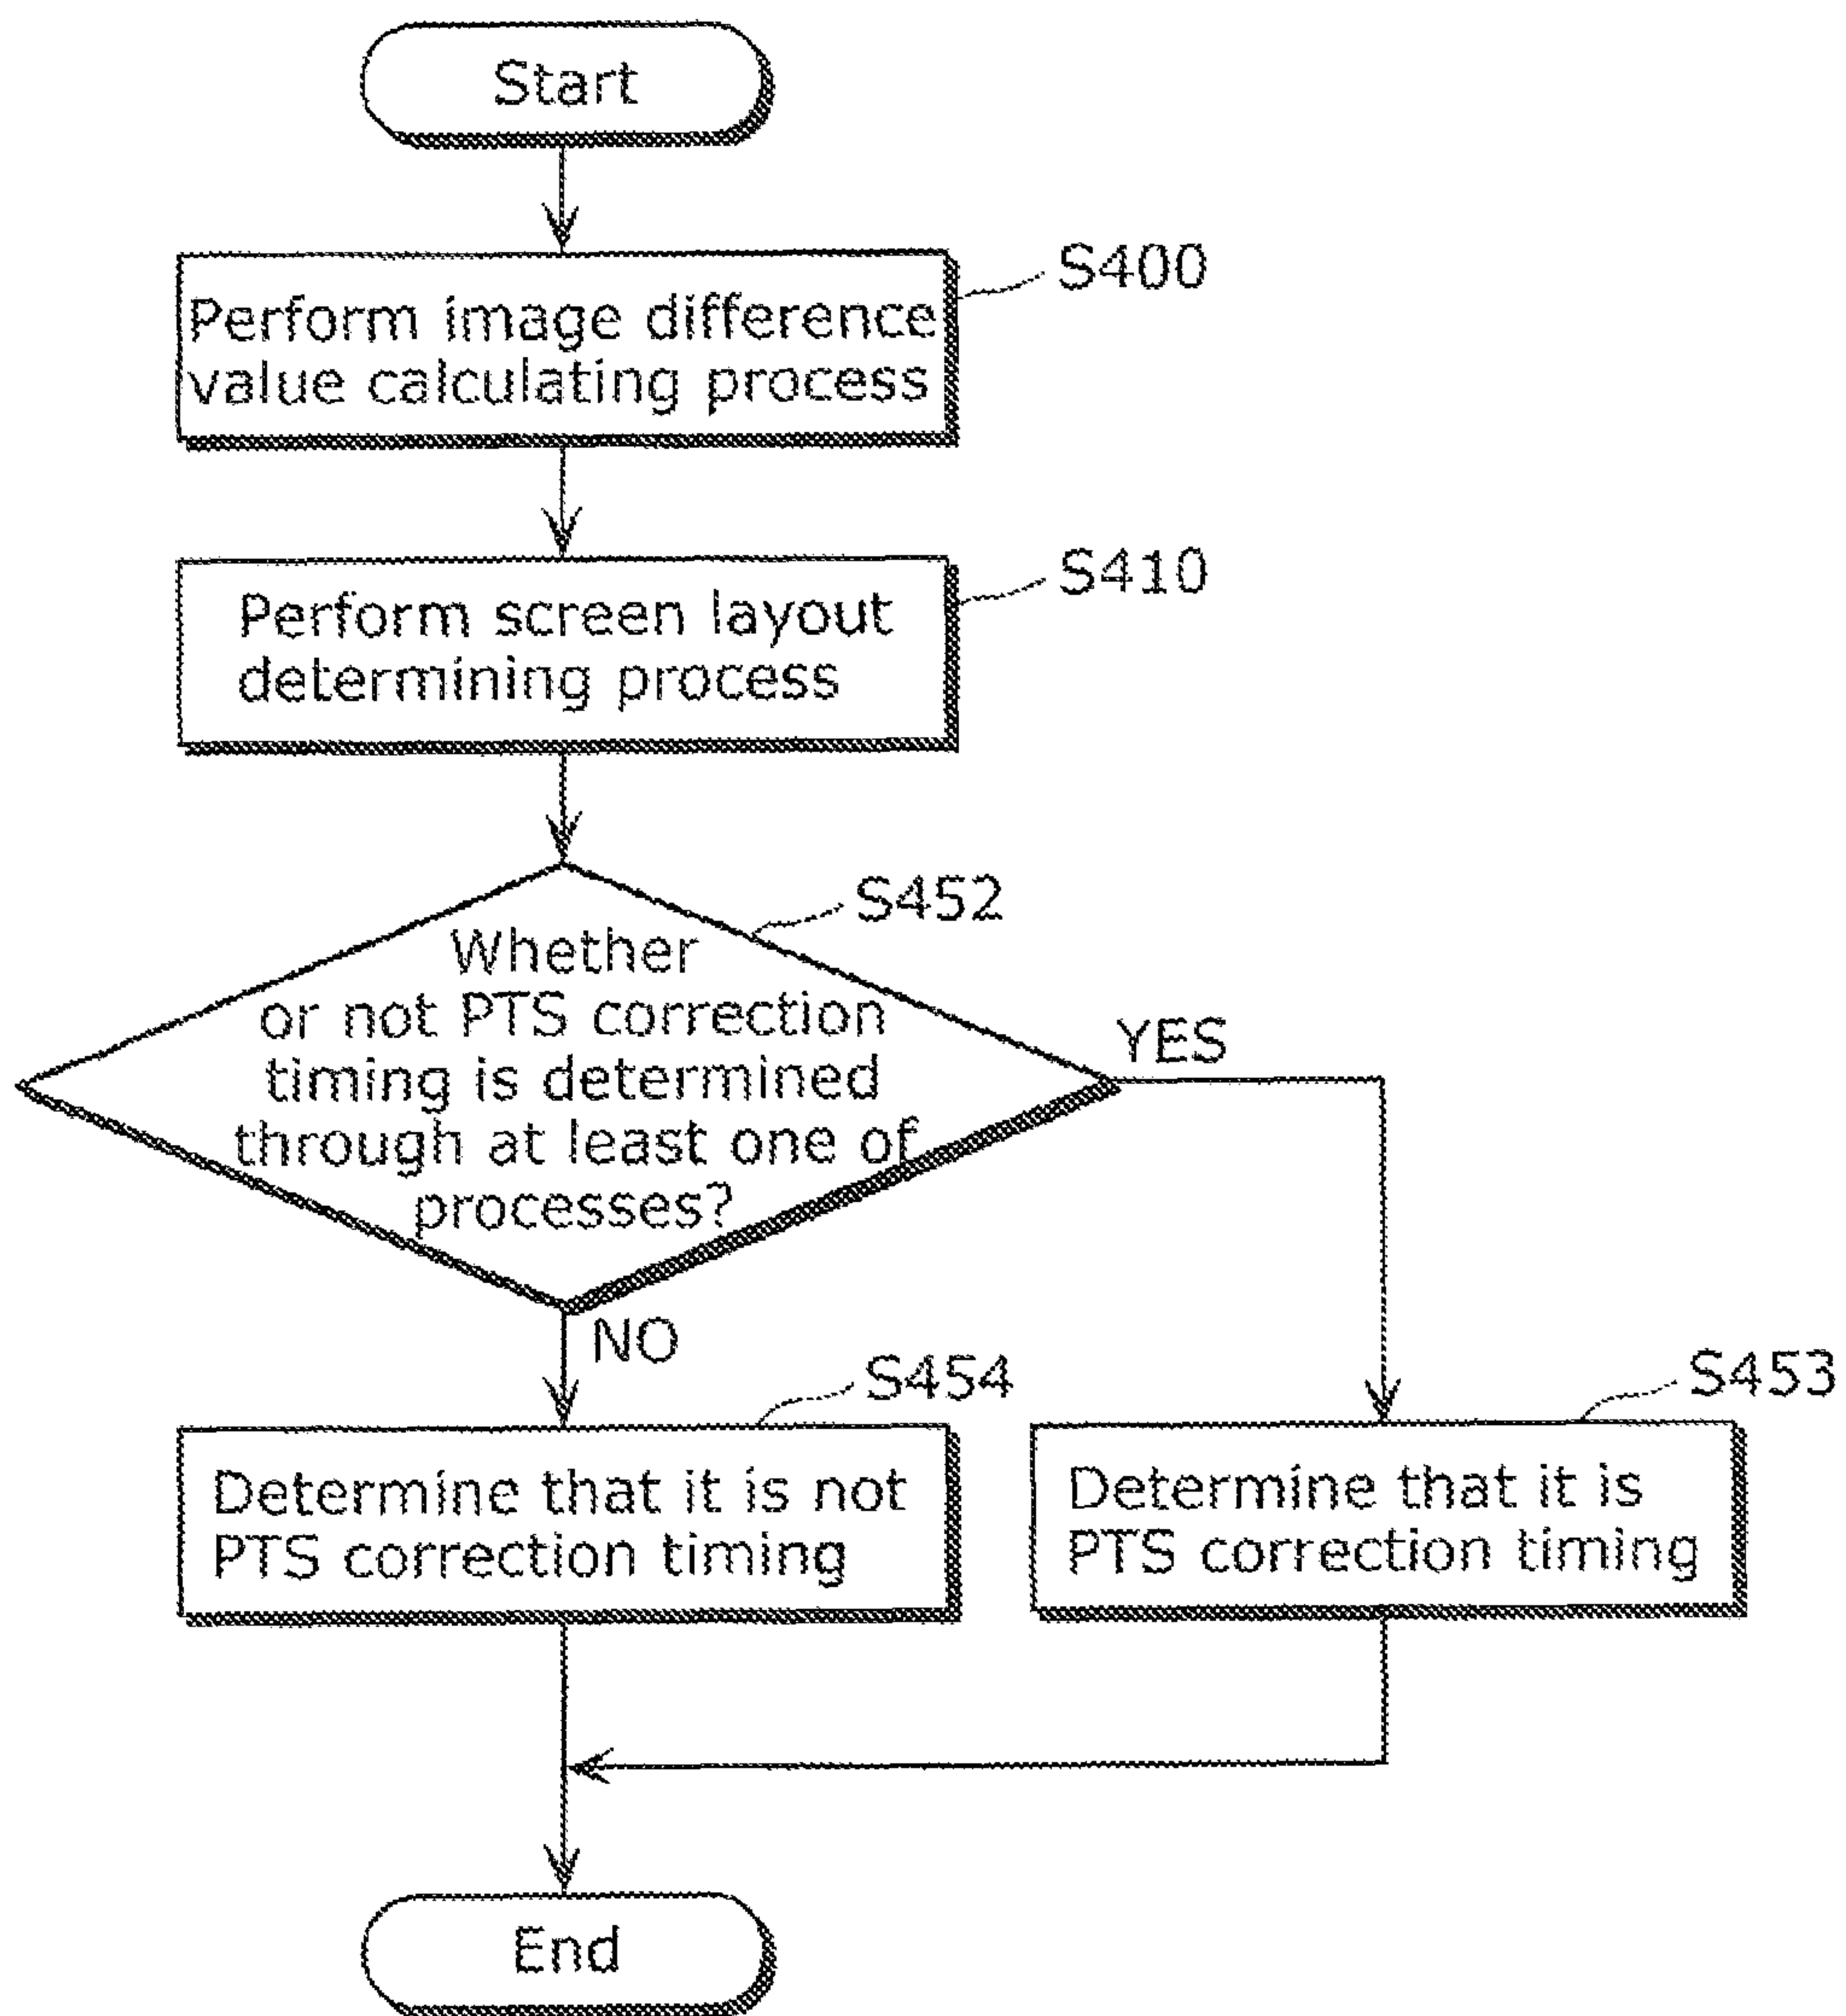 Start
S400
Perform image difference
value calculating process
S410
Perform screen layout
determining process
S452
Whether
or not PTS correction
timing is determined
through at least one of
processes?
YES
NO
S454
S453
Determine that it is not
PTS correction timing
Determine that it is
PTS correction timing
End